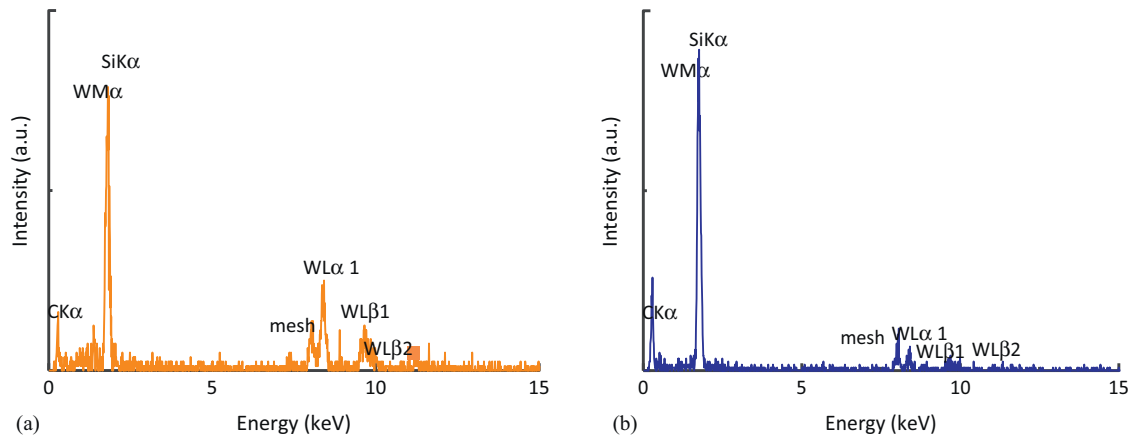 SiKα
WMα
CKα
WLα 1
mesh
WLβ1
WLβ2
Intensity (a.u.)
0
5
10
15
Energy (keV)
(a)
SiKα
WMα
CKα
mesh
WLα 1
WLβ1
WLβ2
Intensity (a.u.)
0
5
10
15
Energy (keV)
(b)